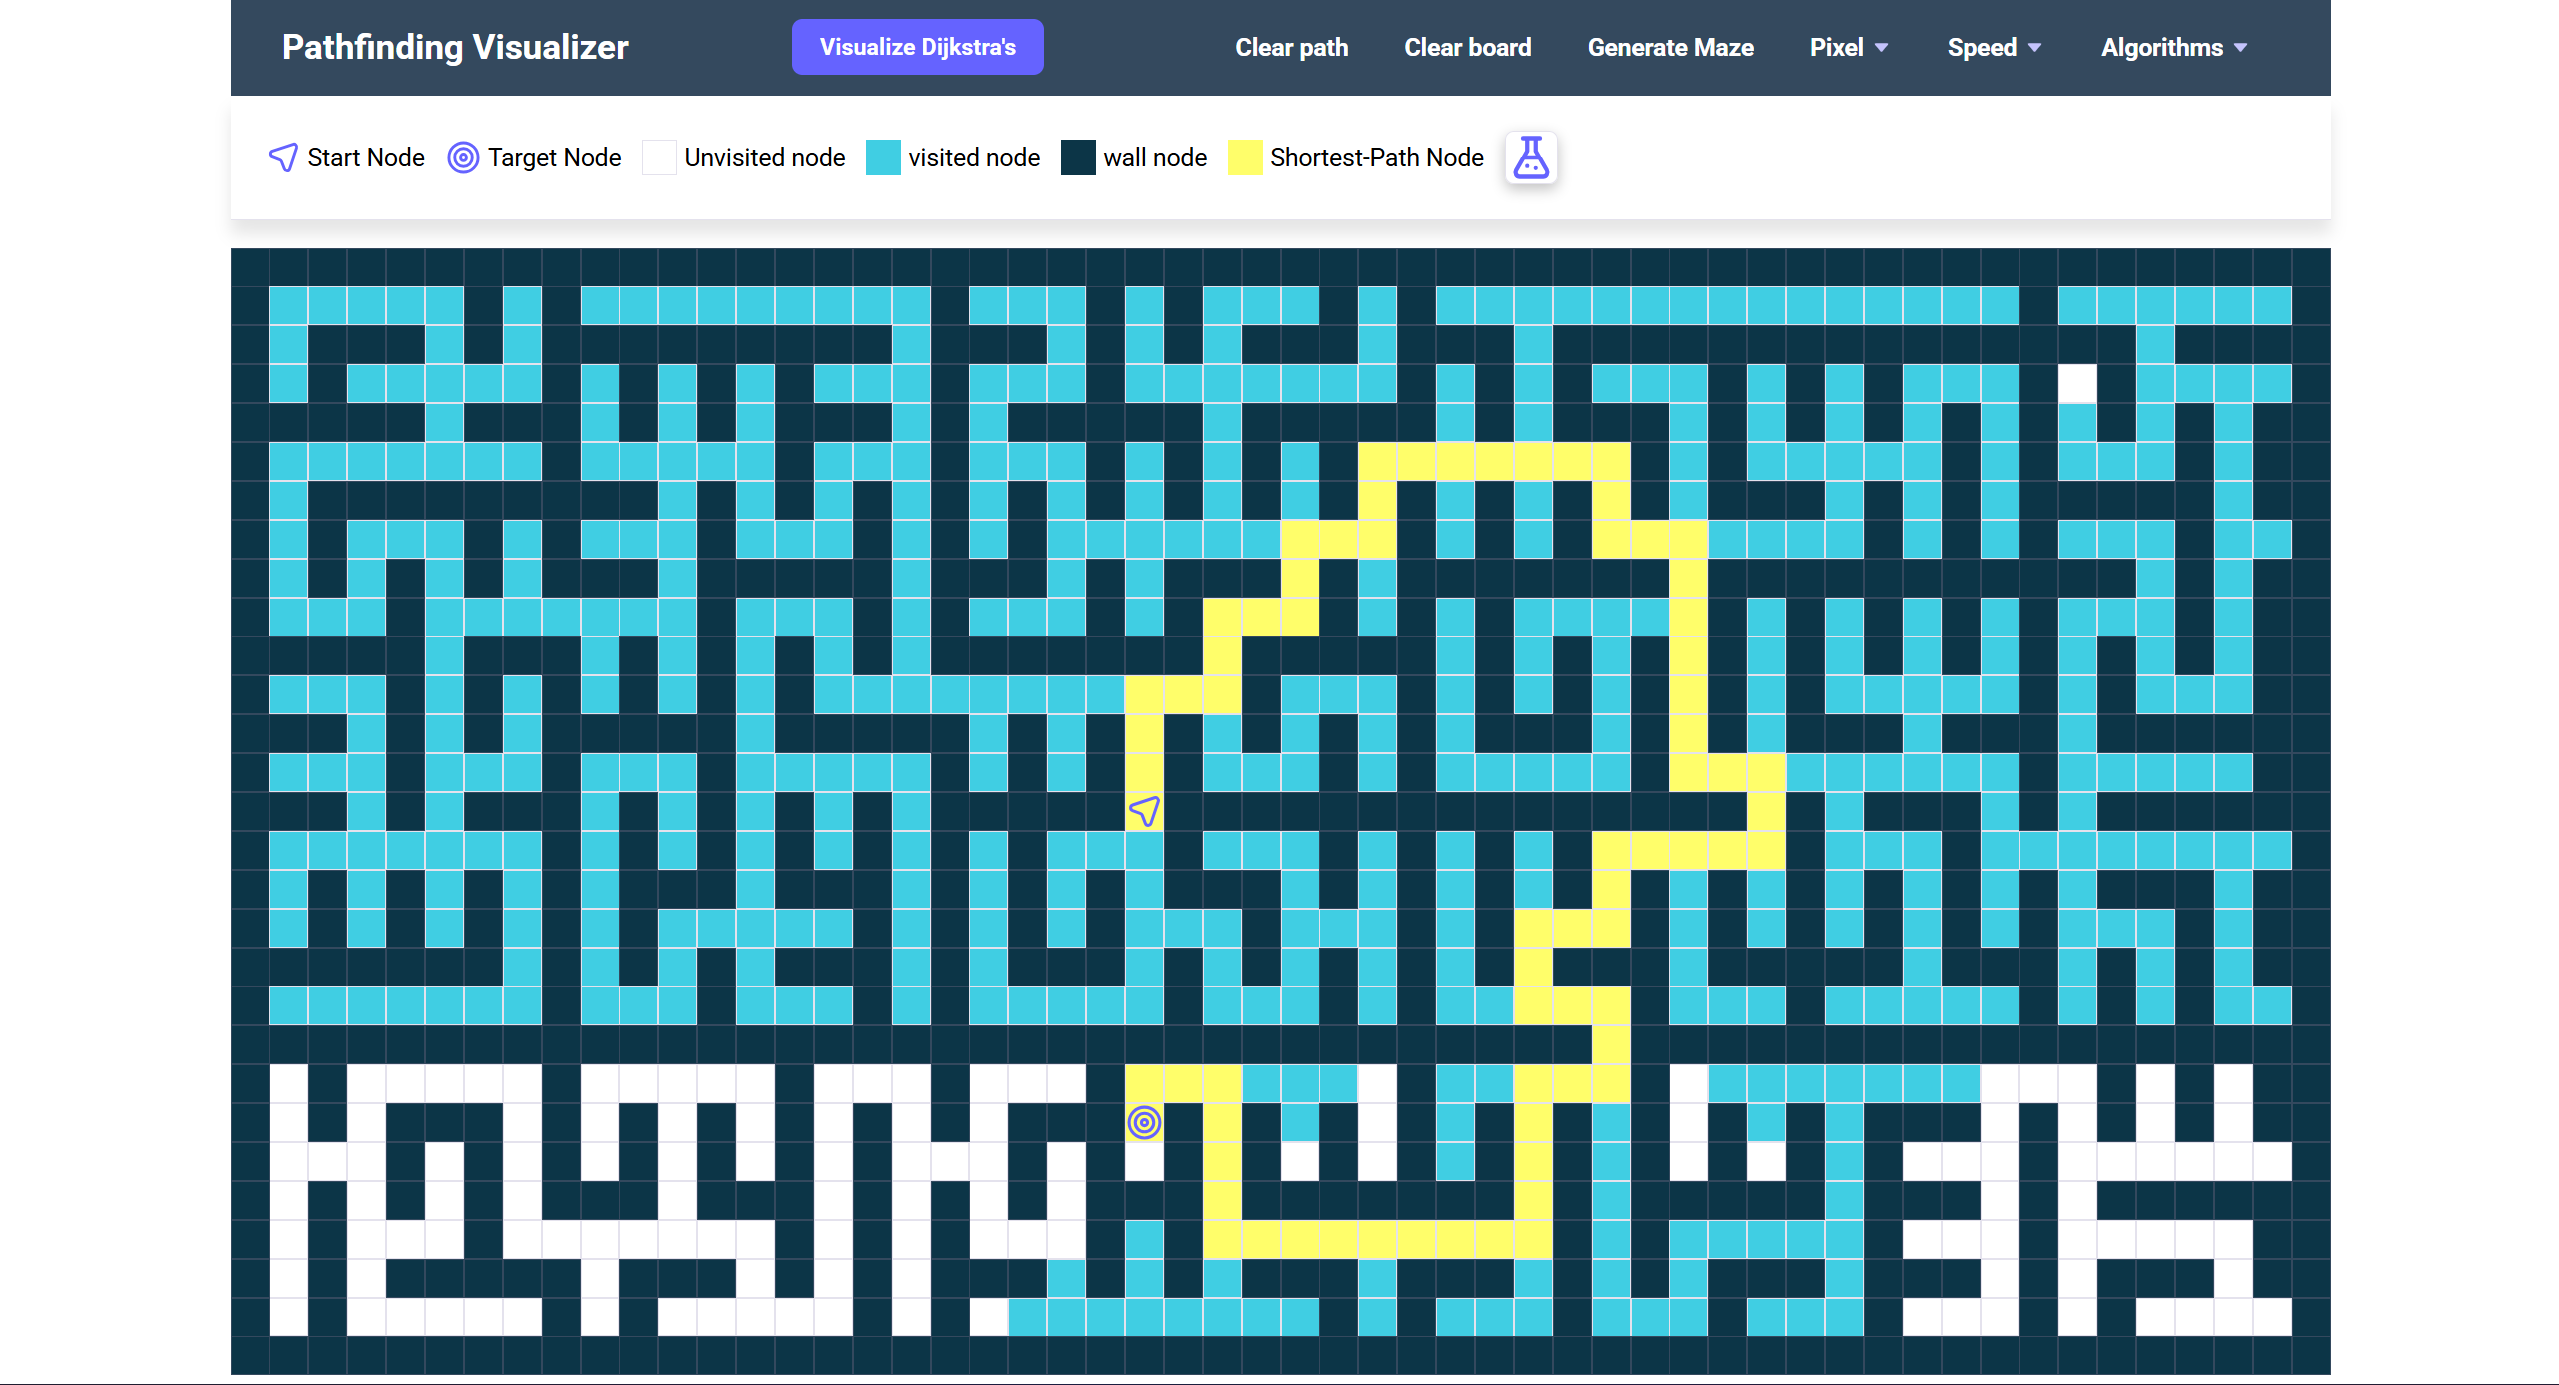 Pathfinding Visualizer Visualize Dijkstra's Clear path Clear board Generate Maze Pixel Speed Algorithms
Start Node Target Node Unvisited node visited node wall node Shortest-Path Node